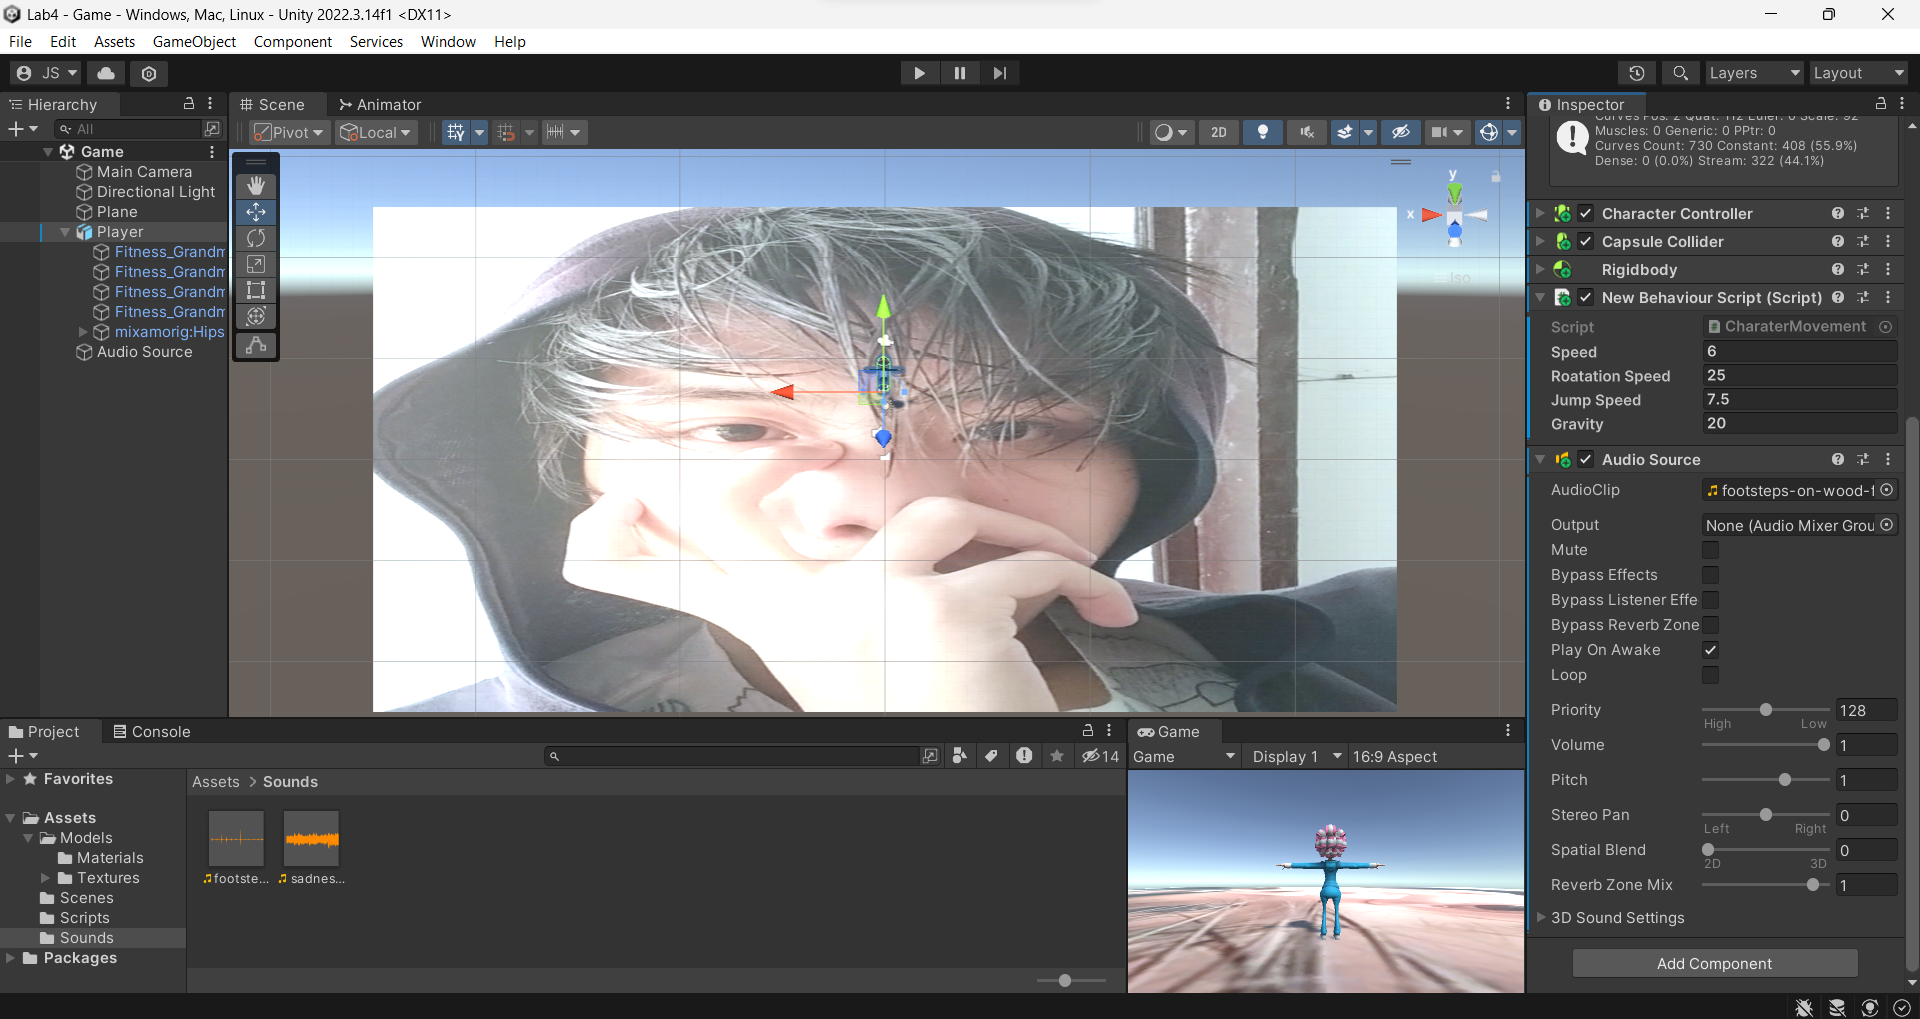 Lab4 - Game - Windows, Mac, Linux - Unity 2022.3.14f1 <DX11>
File Edit Assets GameObject Component Services Window Help
JS
Layers
Layout
Hierarchy
Scene
Animator
Inspector
All
Pivot
Local
2D
Game
Main Camera
Directional Light
Plane
Player
Fitness_Grandm
Fitness_Grandm
Fitness_Grandm
Fitness_Grandm
mixamorig:Hips
Audio Source
y
x
Iso
Curves Pos: 2 Quat: 112 Euler: 0 Scale: 92
Muscles: 0 Generic: 0 PPtr: 0
Curves Count: 730 Constant: 408 (55.9%)
Dense: 0 (0.0%) Stream: 322 (44.1%)
Character Controller
Capsule Collider
Rigidbody
New Behaviour Script (Script)
Script CharaterMovement
Speed 6
Roatation Speed 25
Jump Speed 7.5
Gravity 20
Audio Source
AudioClip footsteps-on-wood-f
Output None (Audio Mixer Grou
Mute
Bypass Effects
Bypass Listener Effe
Bypass Reverb Zone
Play On Awake
Loop
Priority 128
High Low
Volume 1
Pitch 1
Stereo Pan 0
Left Right
Spatial Blend 0
2D 3D
Reverb Zone Mix 1
3D Sound Settings
Add Component
Project
Console
14
Favorites
Assets
Models
Materials
Textures
Scenes
Scripts
Sounds
Packages
Assets > Sounds
footste...
sadnes...
Game
Game
Display 1
16:9 Aspect